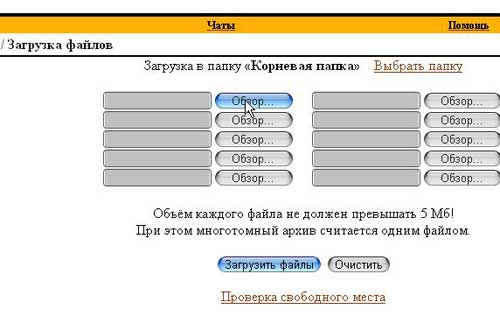 Чаты Помощь
/ Загрузка файлов
Загрузка в папку «Корневая папка» Выбрать папку
Обзор... Обзор...
Обзор... Обзор...
Обзор... Обзор...
Обзор... Обзор...
Обзор... Обзор...
Объём каждого файла не должен превышать 5 Мб!
При этом многотомный архив считается одним файлом.
Загрузить файлы Очистить
Проверка свободного места